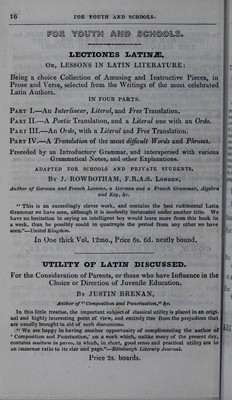 16 FOR YOUTH AND SCHOOLS.
FOR YOUTH AND SCHOOLS.
LECTIONES LATINÆ,
OR, LESSONS IN LATIN LITERATURE:
Being a choice Collection of Amusing and Instructive Pieces, in
Prose and Verse, selected from the Writings of the most celebrated
Latin Authors.
IN FOUR PARTS.
PART I.—An Interlinear, Literal, and Free Translation.
PART II.—A Poetic Translation, and a Literal one with an Ordo.
PART III.—An Ordo, with a Literal and Free Translation.
PART IV.—A Translation of the most difficult Words and Phrases.
Preceded by an Introductory Grammar, and interspersed with various
Grammatical Notes, and other Explanations.
ADAPTED FOR SCHOOLS AND PRIVATE STUDENTS.
BY J. ROWBOTHAM, F.R.A.S. LONDON,
Author of German and French Lessons, a German and a French Grammar, Algebra
and Key, &c.
"This is an exceedingly clever work, and contains the best rudimental Latin
Grammar we have seen, although it is modestly insinuated under another title. We
have no hesitation in saying an intelligent boy would learn more from this book in
a week, than he possibly could in quadruple the period from any other we have
seen."—United Kingdom.
In One thick Vol. 12mo., Price 6s. 6d. neatly bound.
UTILITY OF LATIN DISCUSSED.
For the Consideration of Parents, or those who have Influence in the
Choice or Direction of Juvenile Education.
BY JUSTIN BRENAN,
Author of "Composition and Punctuation," &c.
In this little treatise, the important subject of classical utility is placed in an origi-
nal and highly interesting point of view, and entirely free from the prejudices that
are usually brought in aid of such discussions.
"We are happy in having another opportunity of complimenting the author of
'Composition and Punctuation,' on a work which, unlike many of the present day,
contains multum in parvo, in which, in short, good sense and practical utility are in
an immense ratio to its size and page."—Edinburgh Literary Journal.
Price 2s. boards.